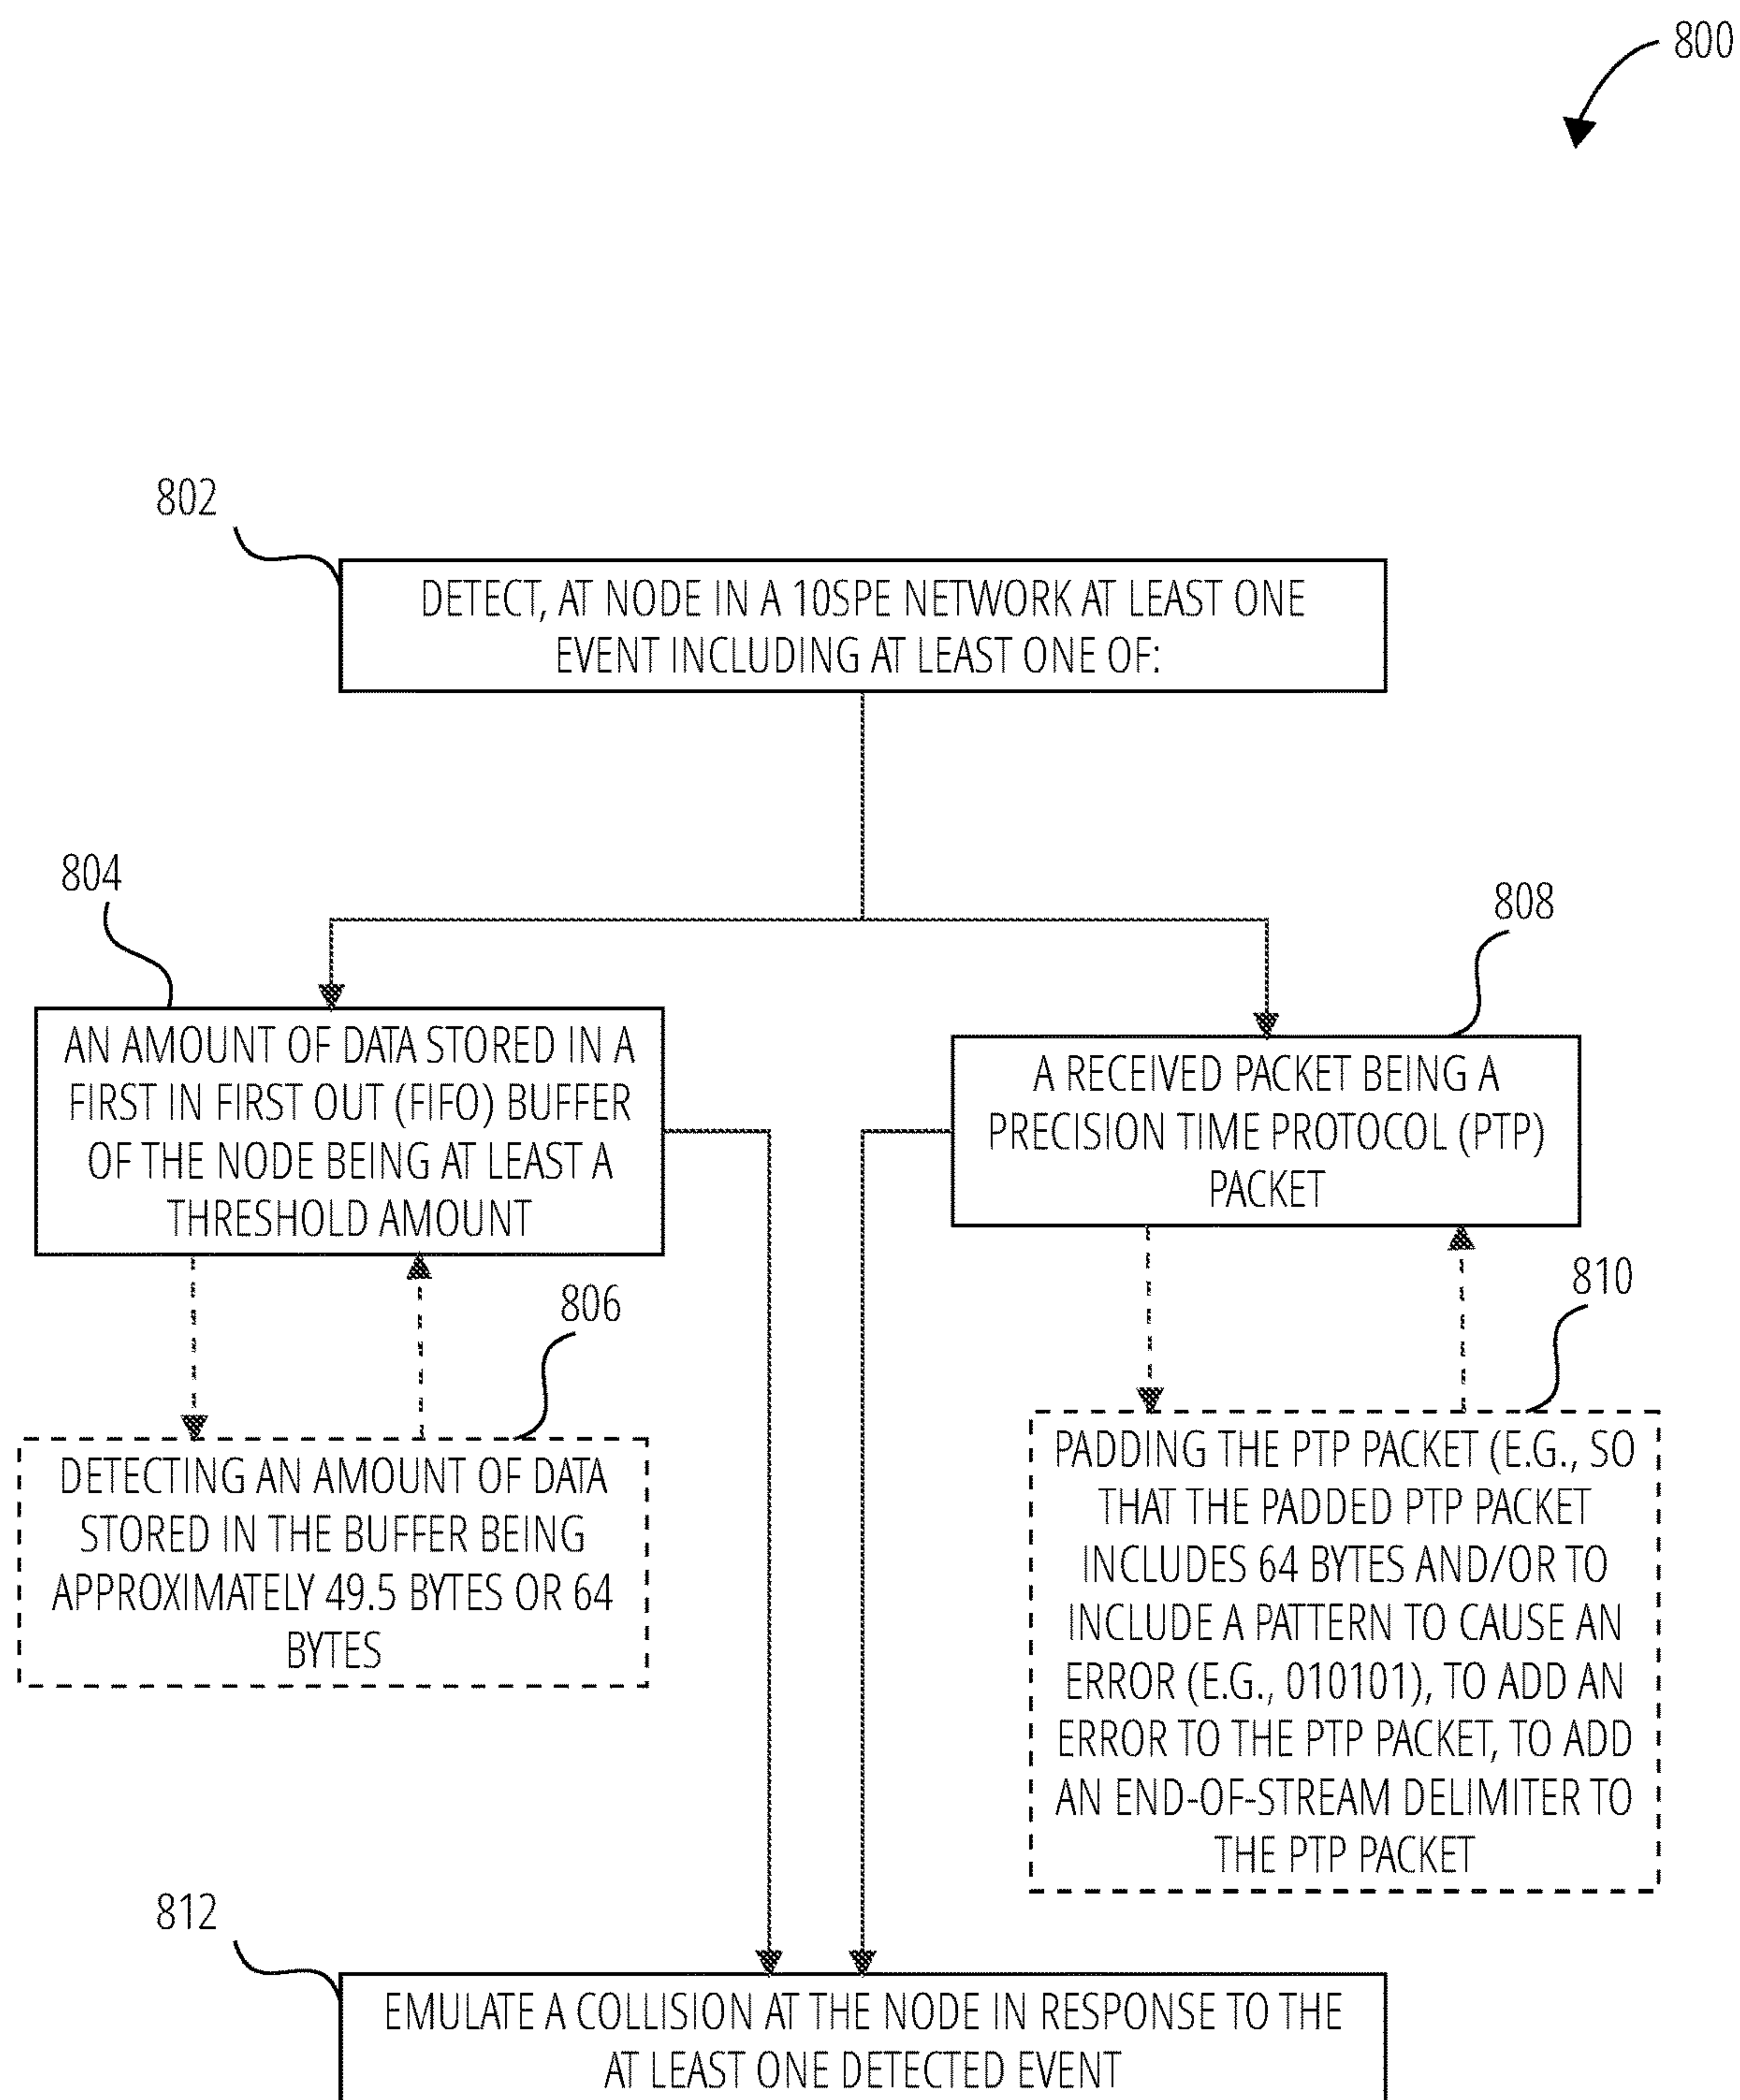 800
802
DETECT, AT NODE IN A 10SPE NETWORK AT LEAST ONE
EVENT INCLUDING AT LEAST ONE OF:
804
AN AMOUNT OF DATA STORED IN A
FIRST IN FIRST OUT (FIFO) BUFFER
OF THE NODE BEING AT LEAST A
THRESHOLD AMOUNT
808
A RECEIVED PACKET BEING A
PRECISION TIME PROTOCOL (PTP)
PACKET
806
DETECTING AN AMOUNT OF DATA
STORED IN THE BUFFER BEING
APPROXIMATELY 49.5 BYTES OR 64
BYTES
810
PADDING THE PTP PACKET (E.G., SO
THAT THE PADDED PTP PACKET
INCLUDES 64 BYTES AND/OR TO
INCLUDE A PATTERN TO CAUSE AN
ERROR (E.G., 010101), TO ADD AN
ERROR TO THE PTP PACKET, TO ADD
AN END-OF-STREAM DELIMITER TO
THE PTP PACKET
812
EMULATE A COLLISION AT THE NODE IN RESPONSE TO THE
AT LEAST ONE DETECTED EVENT